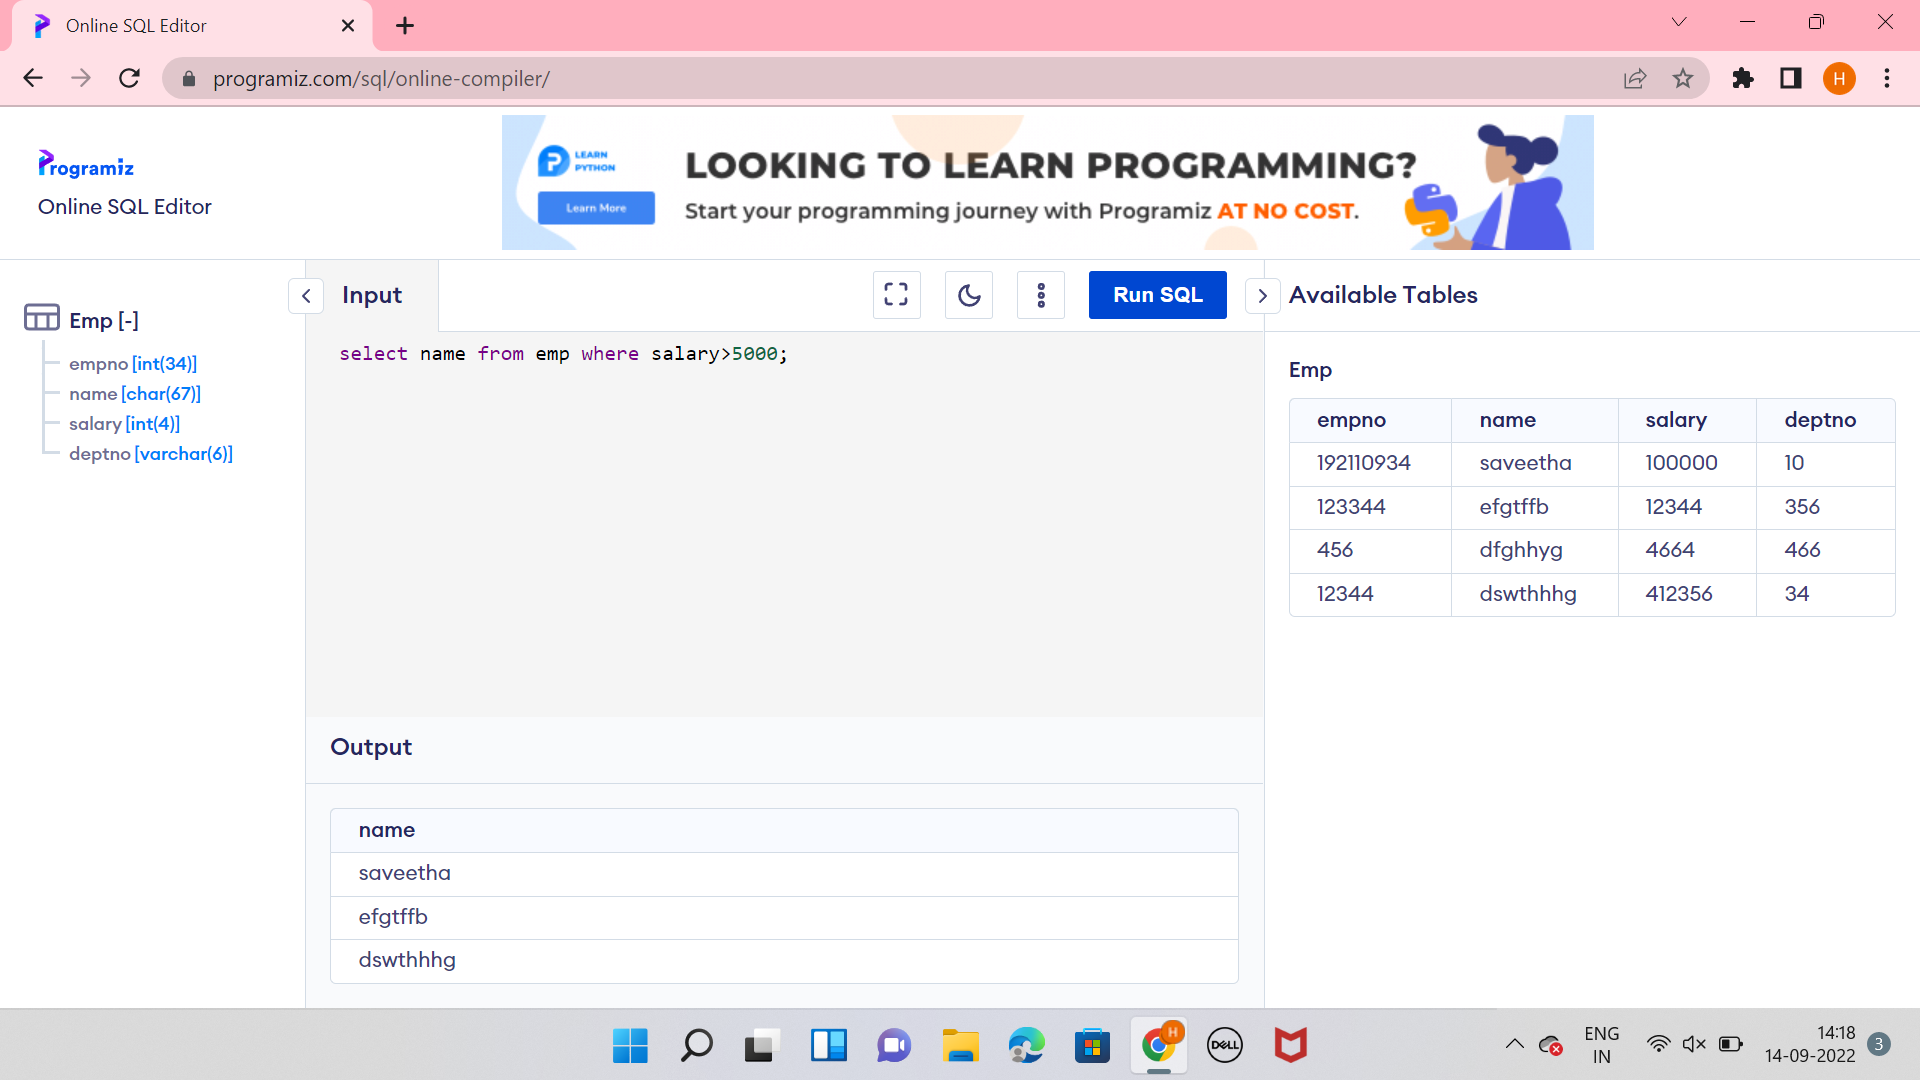 Online SQL Editor
programiz.com/sql/online-compiler/
H
Programiz
Online SQL Editor
LEARN
PYTHON
Learn More
LOOKING TO LEARN PROGRAMMING?
Start your programming journey with Programiz AT NO COST.
Emp [-]
empno [int(34)]
name [char(67)]
salary [int(4)]
deptno [varchar(6)]
Input
Run SQL
select name from emp where salary>5000;
Output
name
saveetha
efgtffb
dswthhhg
Available Tables
Emp
empno name salary deptno
192110934 saveetha 100000 10
123344 efgtffb 12344 356
456 dfghhyg 4664 466
12344 dswthhhg 412356 34
H
DELL
ENG
IN
14:18
14-09-2022
3